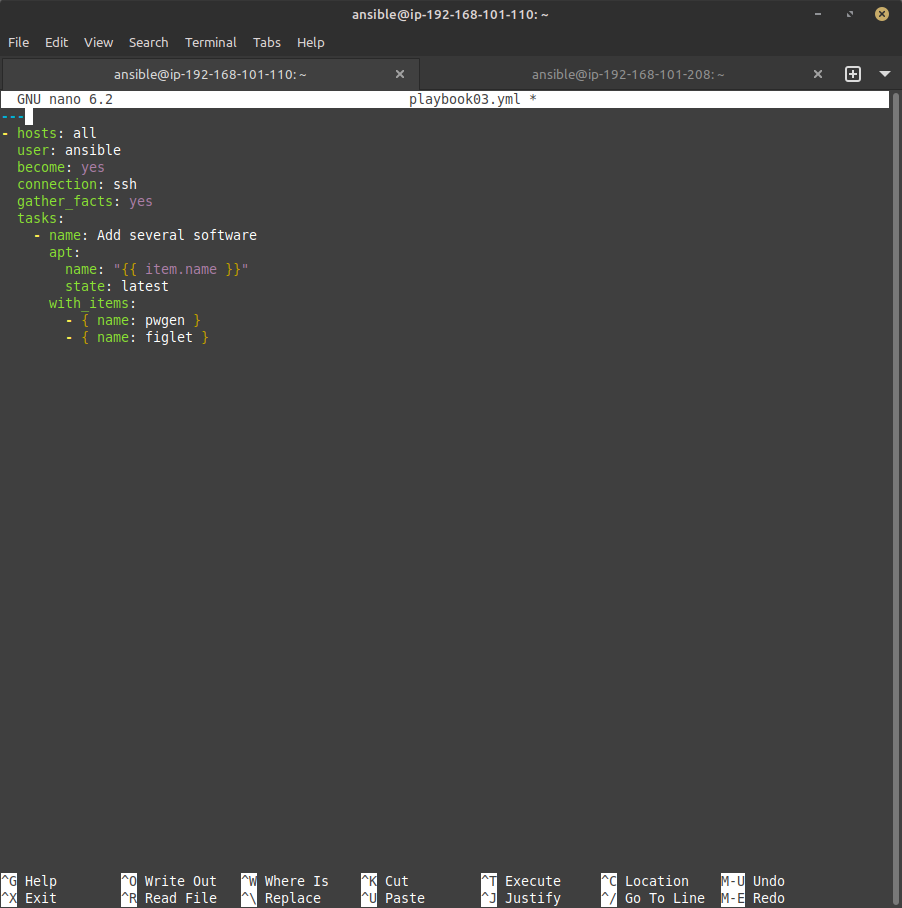 ansible@ip-192-168-101-110: ~
File Edit View Search Terminal Tabs Help
ansible@ip-192-168-101-110: ~ ansible@ip-192-168-101-208: ~
GNU nano 6.2 playbook03.yml *
---
- hosts: all
  user: ansible
  become: yes
  connection: ssh
  gather_facts: yes
  tasks:
    - name: Add several software
      apt:
        name: "{{ item.name }}"
        state: latest
      with_items:
        - { name: pwgen }
        - { name: figlet }
^G Help ^O Write Out ^W Where Is ^K Cut ^T Execute ^C Location M-U Undo
^X Exit ^R Read File ^\ Replace ^U Paste ^J Justify ^/ Go To Line M-E Redo